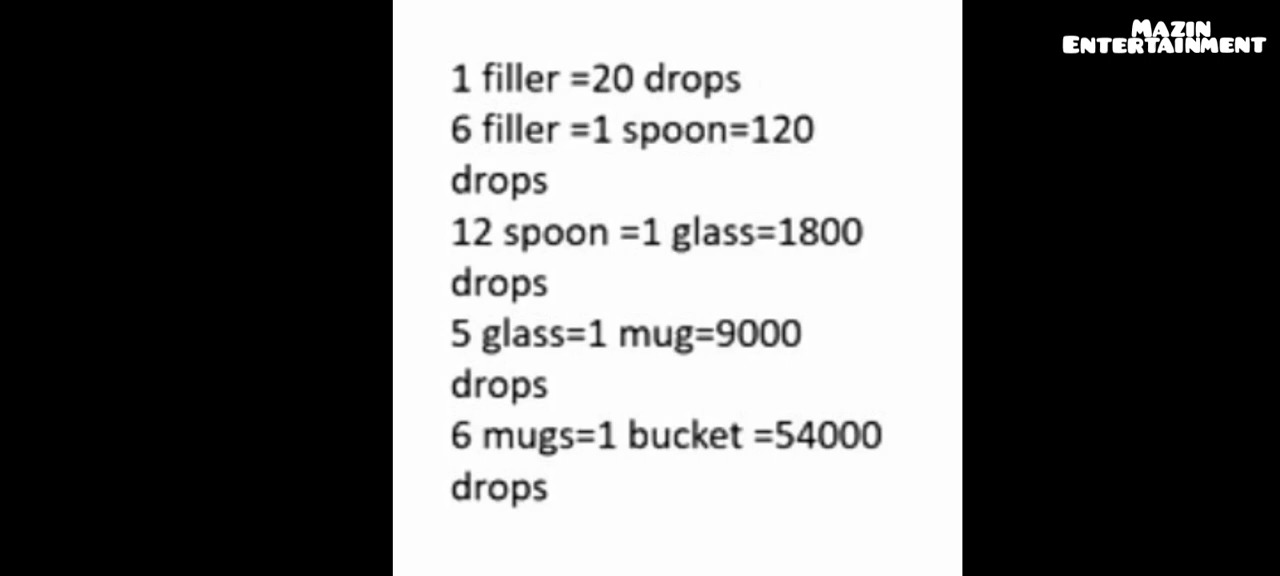 MAZIN
ENTERTAINMENT
1 filler =20 drops
6 filler =1 spoon=120
drops
12 spoon =1 glass=1800
drops
5 glass=1 mug=9000
drops
6 mugs=1 bucket =54000
drops